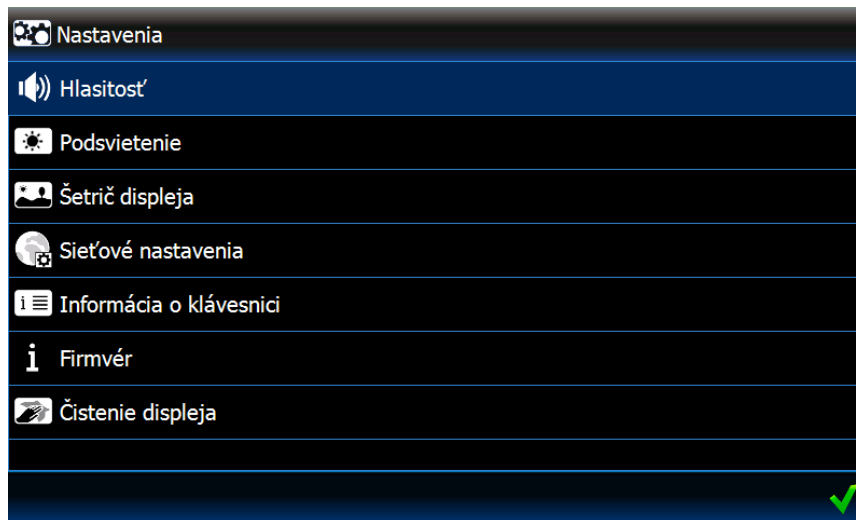 Nastavenia
Hlasitosť
Podsvietenie
Šetrič displeja
Sieťové nastavenia
Informácia o klávesnici
Firmvér
Čistenie displeja